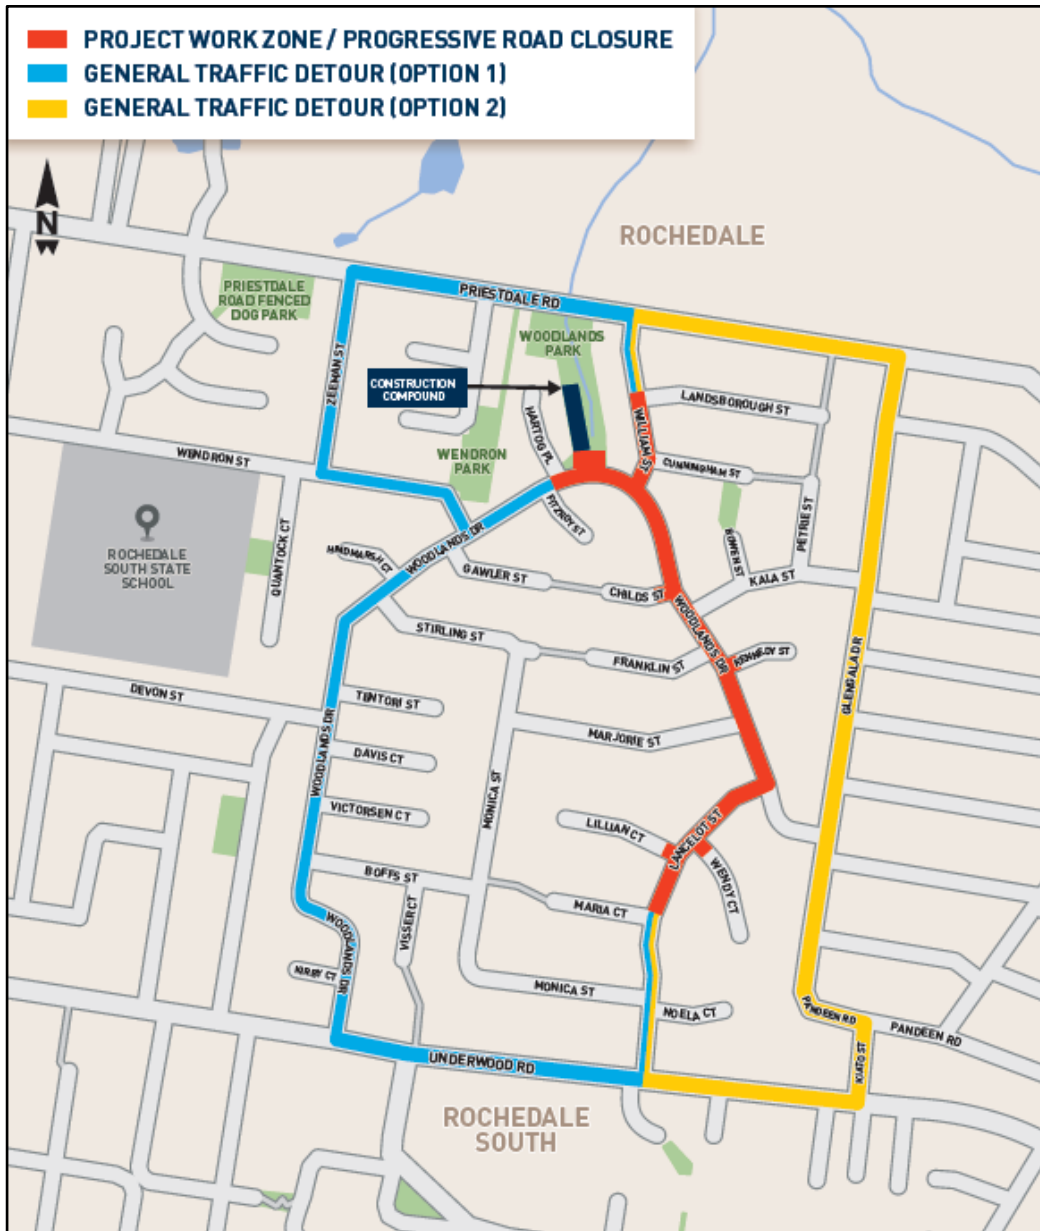 PROJECT WORK ZONE / PROGRESSIVE ROAD CLOSURE
GENERAL TRAFFIC DETOUR (OPTION 1)
GENERAL TRAFFIC DETOUR (OPTION 2)
N
ROCHEDALE
PRIESTDALE
ROAD FENCED
DOG PARK
PRIESTDALE RD
WOODLANDS
PARK
ZEEMAN ST
CONSTRUCTION
COMPOUND
HARTOG PL
WILLIAM ST
LANDSBOROUGH ST
WENDRON ST
WENDRON
PARK
CUNNINGHAM ST
FITZROY ST
PETRIE ST
BOWEN ST
ROCHEDALE
SOUTH STATE
SCHOOL
QUANTOCK CT
HINDMARSH CT
WOODLANDS DR
GAWLER ST
CHILDS ST
KALA ST
WOODLANDS DR
STIRLING ST
FRANKLIN ST
KENNEDY ST
GLENGALA DR
DEVON ST
TENTORI ST
WOODLANDS DR
DAVIS CT
MARJORIE ST
MONICA ST
VICTORSEN CT
LILLIAN CT
LANCELOT ST
WENDY CT
BOFFS ST
VISSER CT
MARIA CT
WOODLANDS DR
KIRBY CT
MONICA ST
NOELA CT
PANDEEN RD
PANDEEN RD
KIATO ST
UNDERWOOD RD
ROCHEDALE
SOUTH